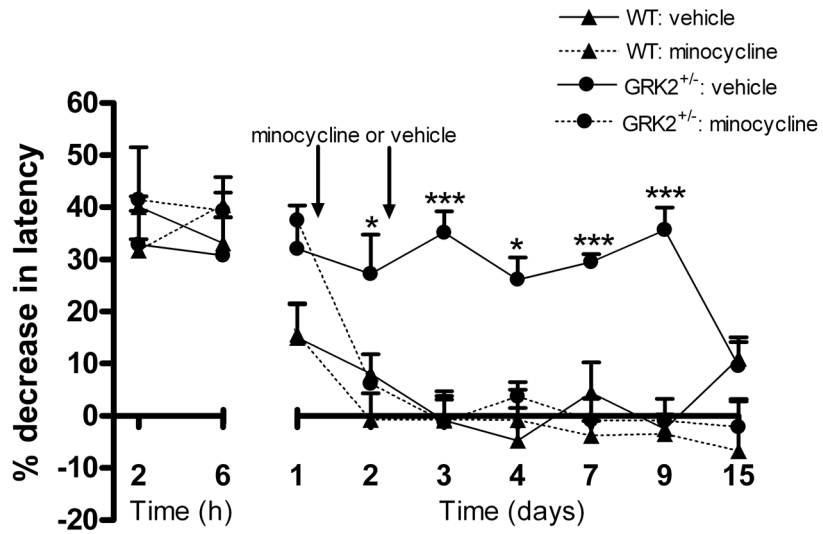 WT: vehicle
WT: minocycline
GRK2+/-: vehicle
GRK2+/-: minocycline
% decrease in latency
60
50
40
30
20
10
0
-10
-20
minocycline or vehicle
* *** * *** ***
2 6 1 2 3 4 7 9 15
Time (h) Time (days)